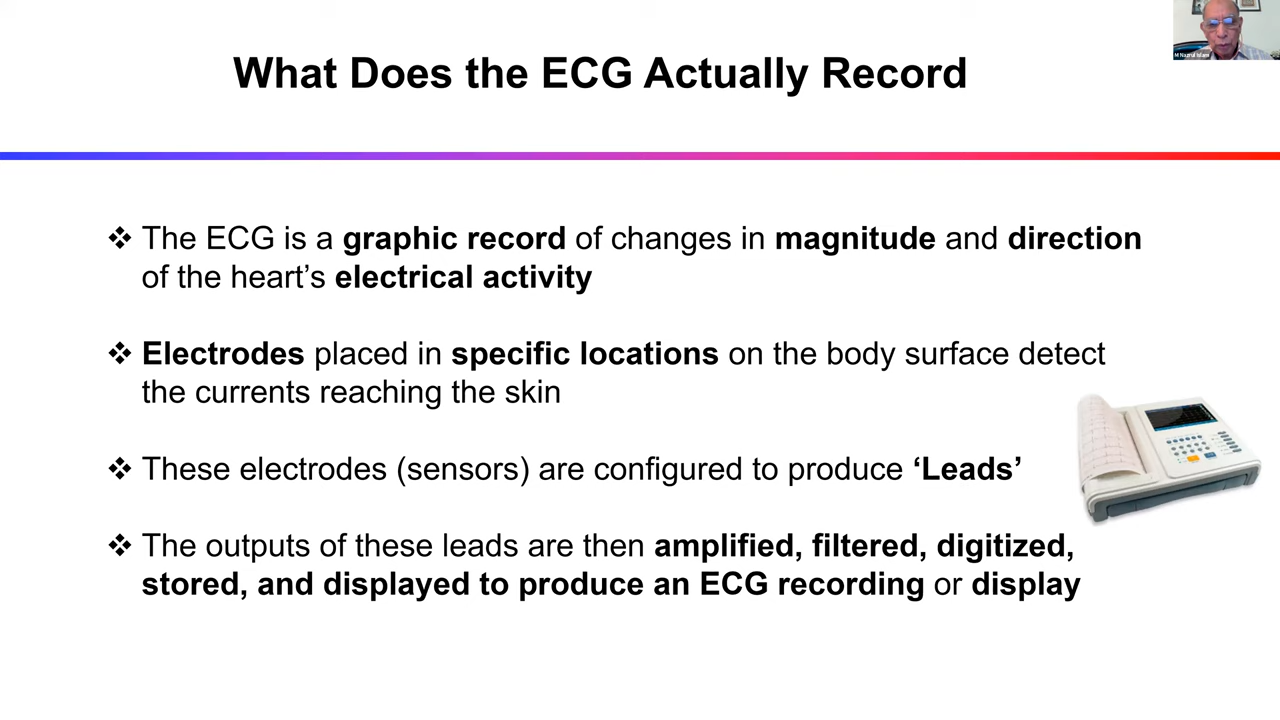 What Does the ECG Actually Record
M Nazrul Islam
❖ The ECG is a graphic record of changes in magnitude and direction
of the heart’s electrical activity
❖ Electrodes placed in specific locations on the body surface detect
the currents reaching the skin
❖ These electrodes (sensors) are configured to produce ‘Leads’
❖ The outputs of these leads are then amplified, filtered, digitized,
stored, and displayed to produce an ECG recording or display